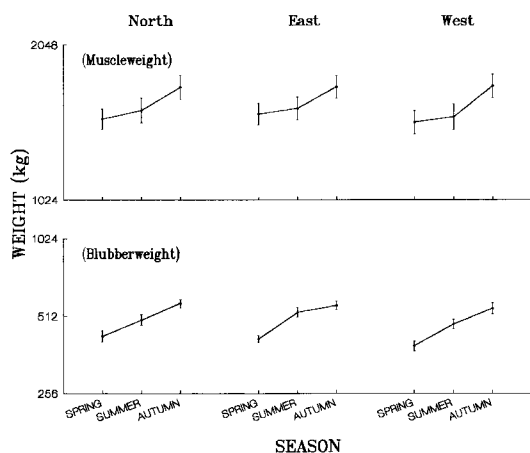 North East West
2048
(Muscleweight)
1024
1024
(Blubberweight)
512
256
WEIGHT (kg)
SPRING SUMMER AUTUMN SPRING SUMMER AUTUMN SPRING SUMMER AUTUMN
SEASON